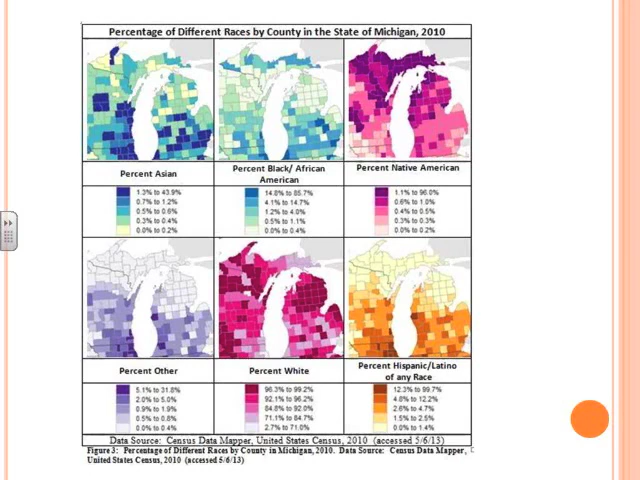 Percentage of Different Races by County in the State of Michigan, 2010
Percent Asian
1.3% to 43.9%
0.7% to 1.2%
0.5% to 0.6%
0.3% to 0.4%
0.0% to 0.2%
Percent Black/ African
American
14.8% to 85.7%
4.1% to 14.7%
1.2% to 4.0%
0.5% to 1.1%
0.0% to 0.4%
Percent Native American
1.1% to 96.0%
0.6% to 1.0%
0.4% to 0.5%
0.3% to 0.3%
0.0% to 0.2%
Percent Other
5.1% to 31.8%
2.0% to 5.0%
0.9% to 1.9%
0.5% to 0.8%
0.0% to 0.4%
Percent White
96.3% to 99.2%
92.1% to 96.2%
84.8% to 92.0%
71.1% to 84.7%
2.7% to 71.0%
Percent Hispanic/Latino
of any Race
12.3% to 99.7%
4.8% to 12.2%
2.6% to 4.7%
1.5% to 2.5%
0.0% to 1.4%
Data Source: Census Data Mapper, United States Census, 2010 (accessed 5/6/13)
Figure 3: Percentage of Different Races by County in Michigan, 2010. Data Source: Census Data Mapper,
United States Census, 2010 (accessed 5/6/13)